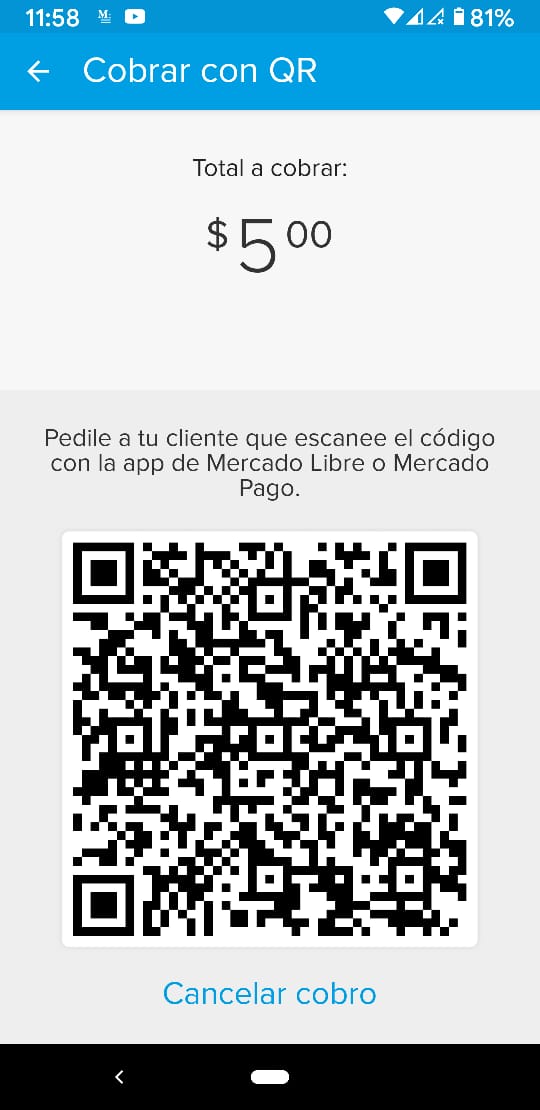 11:58
M:
81%
Cobrar con QR
Total a cobrar:
$5 00
Pedile a tu cliente que escanee el código
con la app de Mercado Libre o Mercado
Pago.
Cancelar cobro